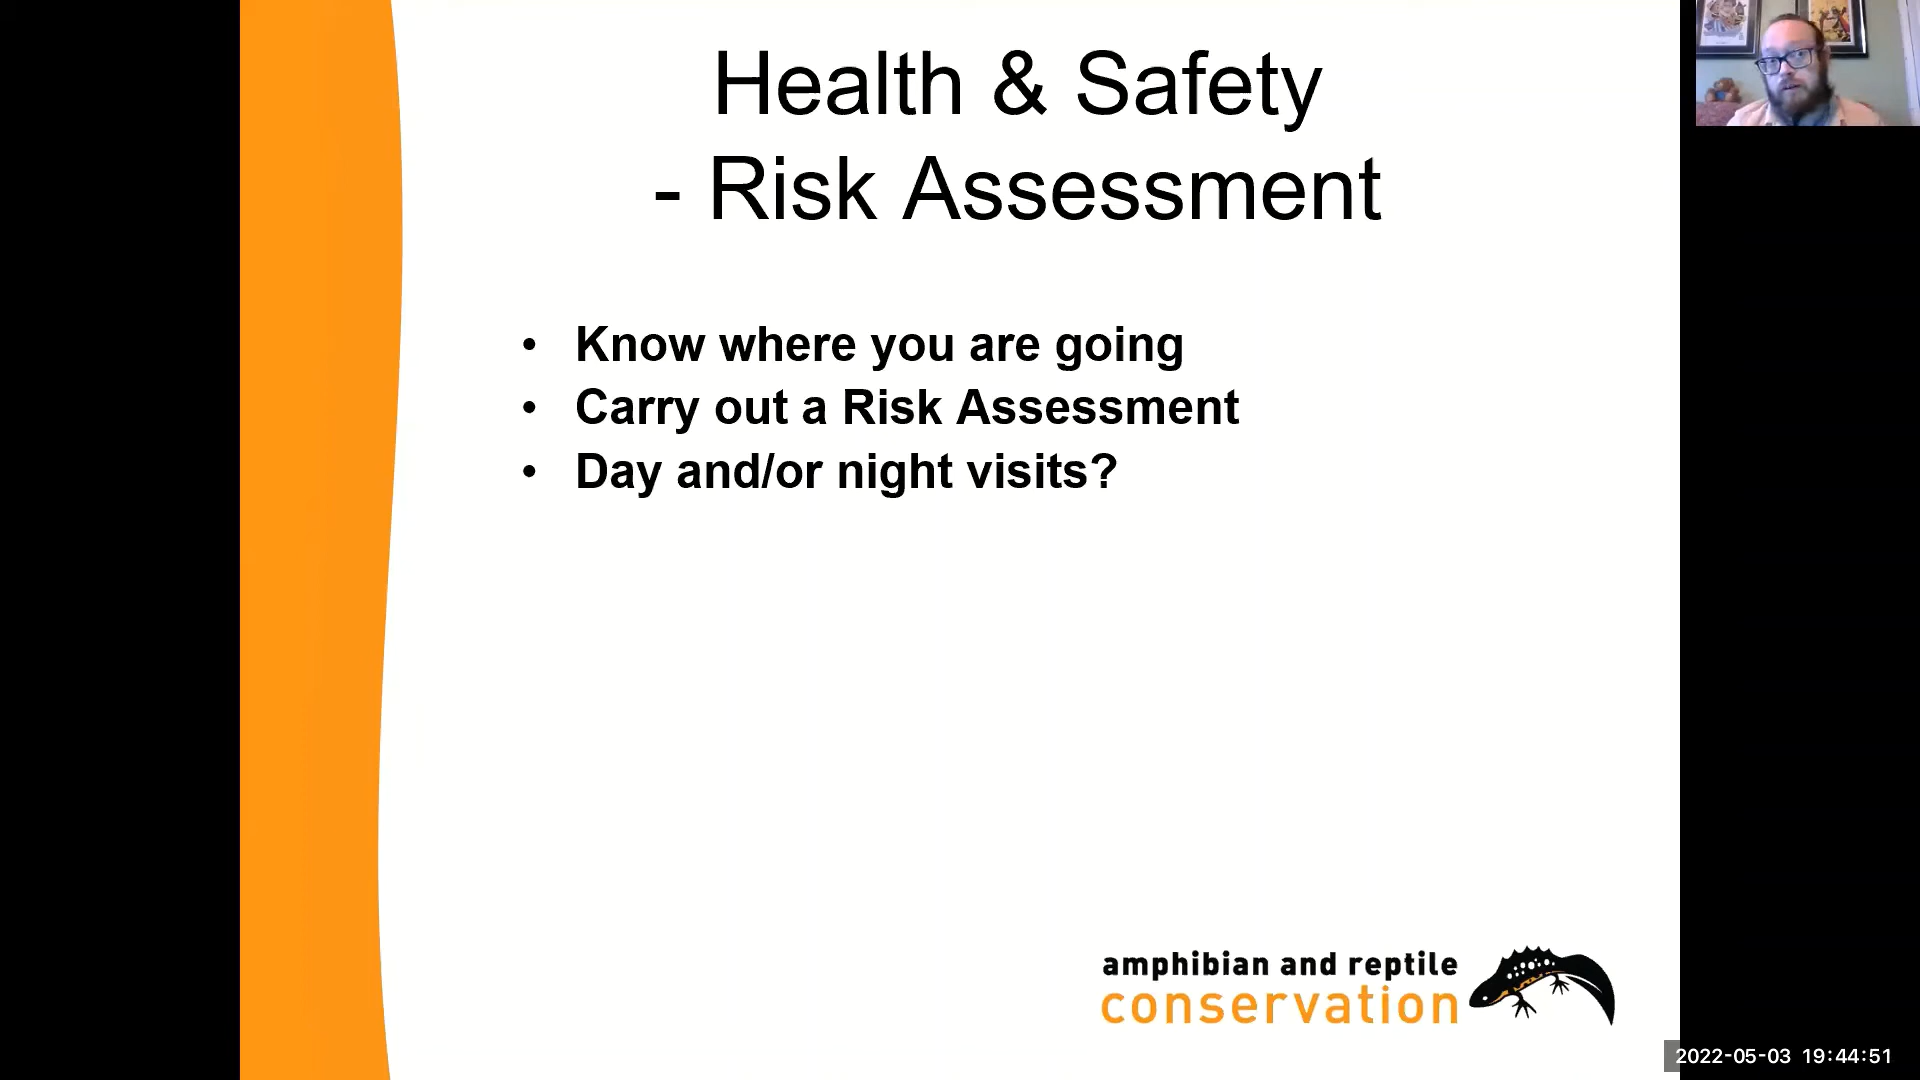 Health & Safety
- Risk Assessment
• Know where you are going
• Carry out a Risk Assessment
• Day and/or night visits?
amphibian and reptile
conservation
2022-05-03 19:44:51